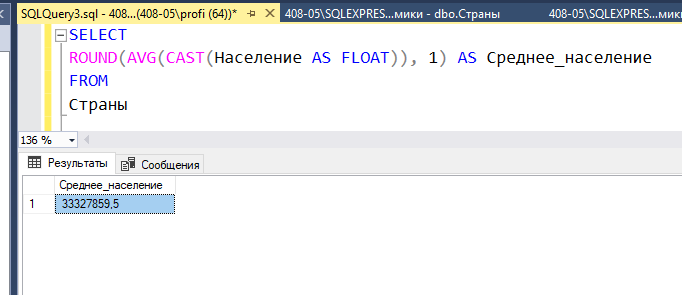 SQLQuery3.sql - 408...(408-05\profi (64))* 408-05\SQLEXPRES...мики - dbo.Страны 408-05\SQLEXPRES...мики
SELECT
ROUND(AVG(CAST(Население AS FLOAT)), 1) AS Среднее_население
FROM
Страны
136 %
Результаты Сообщения
Среднее_население
1 33327859,5